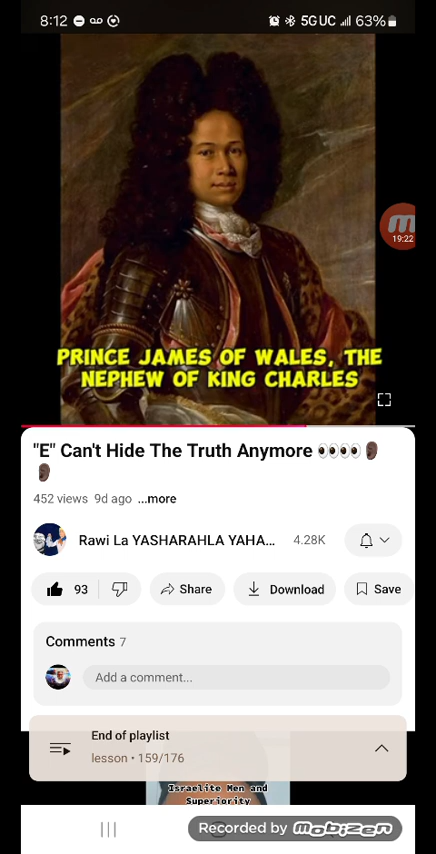 8:12 5GUC 63%
19:22
PRINCE JAMES OF WALES, THE
NEPHEW OF KING CHARLES
"E" Can't Hide The Truth Anymore 👀👀👂🏿
👂🏿
452 views 9d ago ...more
Rawi La YASHARAHLA YAHA... 4.28K
93 Share Download Save
Comments 7
Add a comment...
End of playlist
lesson • 159/176
Israelite Men and
Superiority
Recorded by mobizen